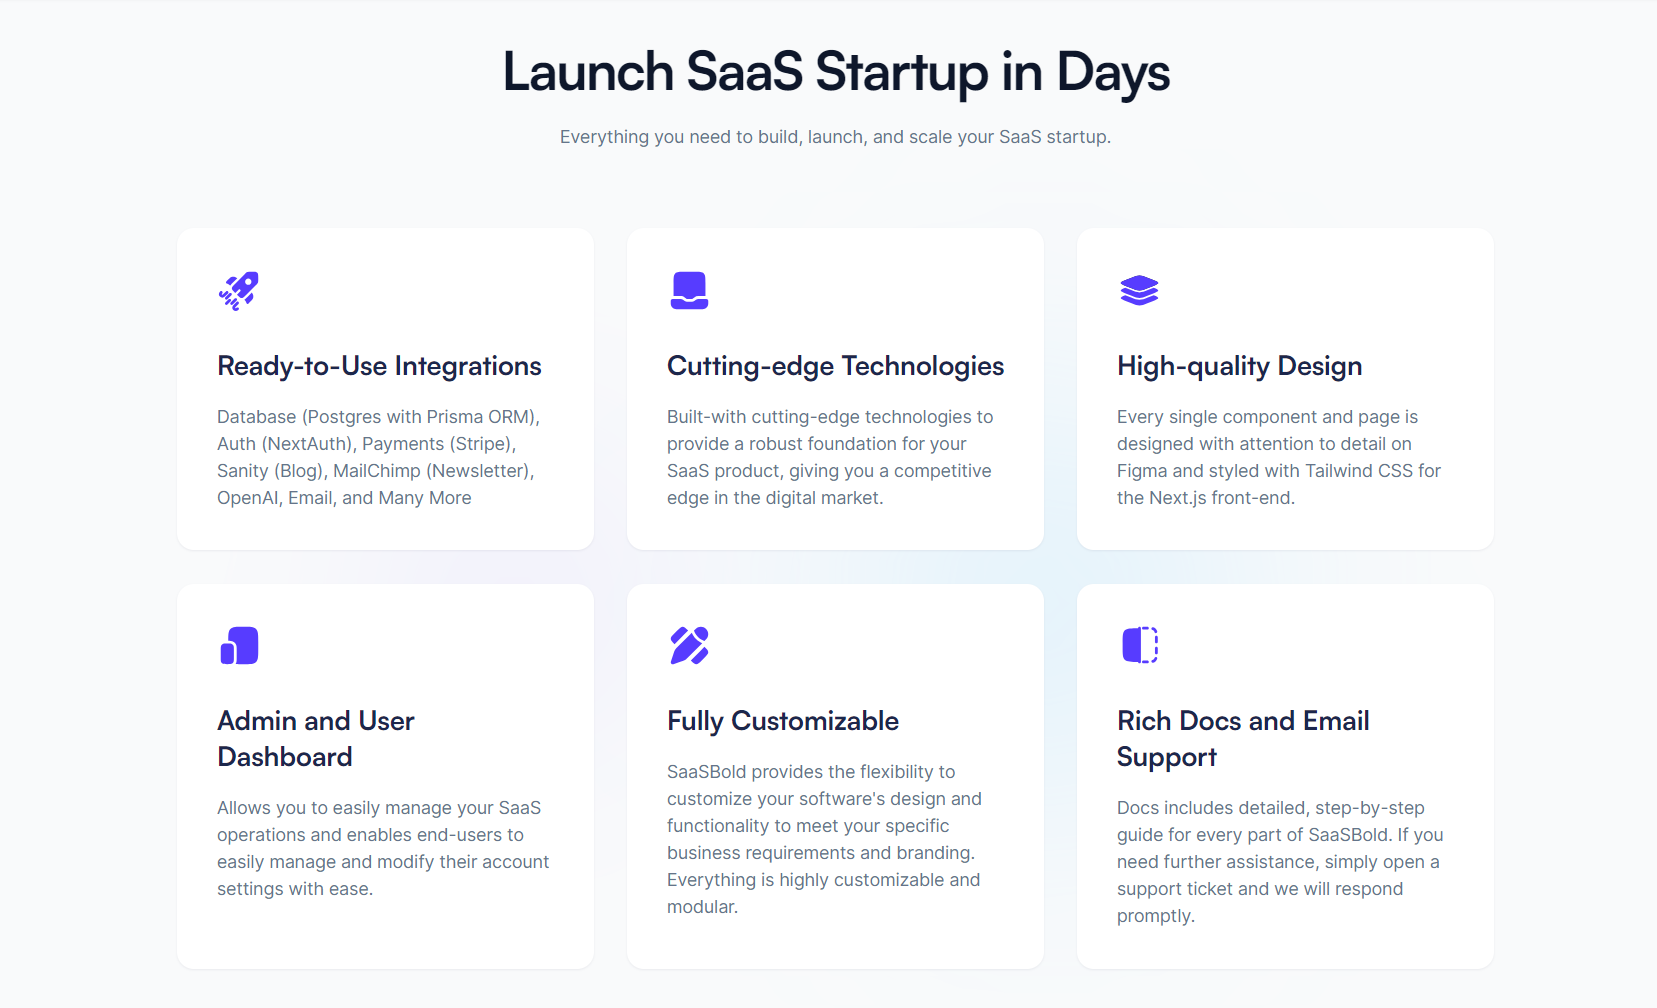 Launch SaaS Startup in Days
Everything you need to build, launch, and scale your SaaS startup.
Ready-to-Use Integrations
Database (Postgres with Prisma ORM),
Auth (NextAuth), Payments (Stripe),
Sanity (Blog), MailChimp (Newsletter),
OpenAI, Email, and Many More
Cutting-edge Technologies
Built-with cutting-edge technologies to
provide a robust foundation for your
SaaS product, giving you a competitive
edge in the digital market.
High-quality Design
Every single component and page is
designed with attention to detail on
Figma and styled with Tailwind CSS for
the Next.js front-end.
Admin and User
Dashboard
Allows you to easily manage your SaaS
operations and enables end-users to
easily manage and modify their account
settings with ease.
Fully Customizable
SaaSBold provides the flexibility to
customize your software's design and
functionality to meet your specific
business requirements and branding.
Everything is highly customizable and
modular.
Rich Docs and Email
Support
Docs includes detailed, step-by-step
guide for every part of SaaSBold. If you
need further assistance, simply open a
support ticket and we will respond
promptly.